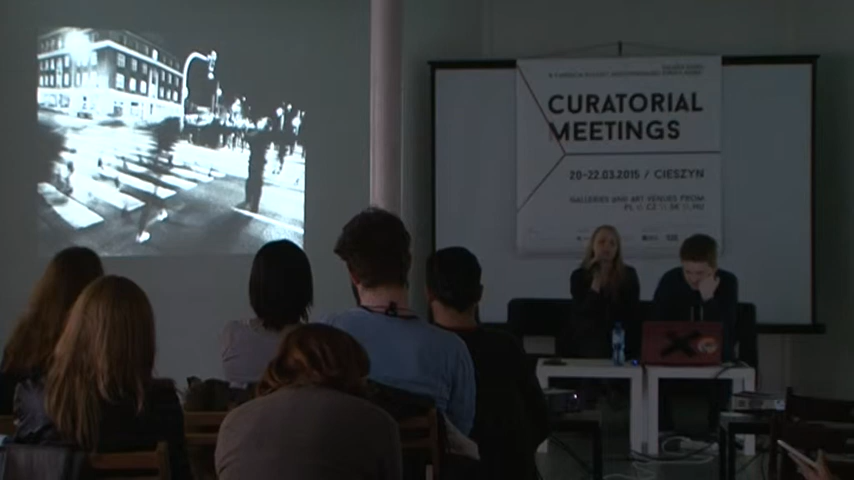 CURATORIAL
MEETINGS
20-22.03.2015 / CIESZYN
GALLERIES AND ART VENUES FROM
PL CZ SK HU